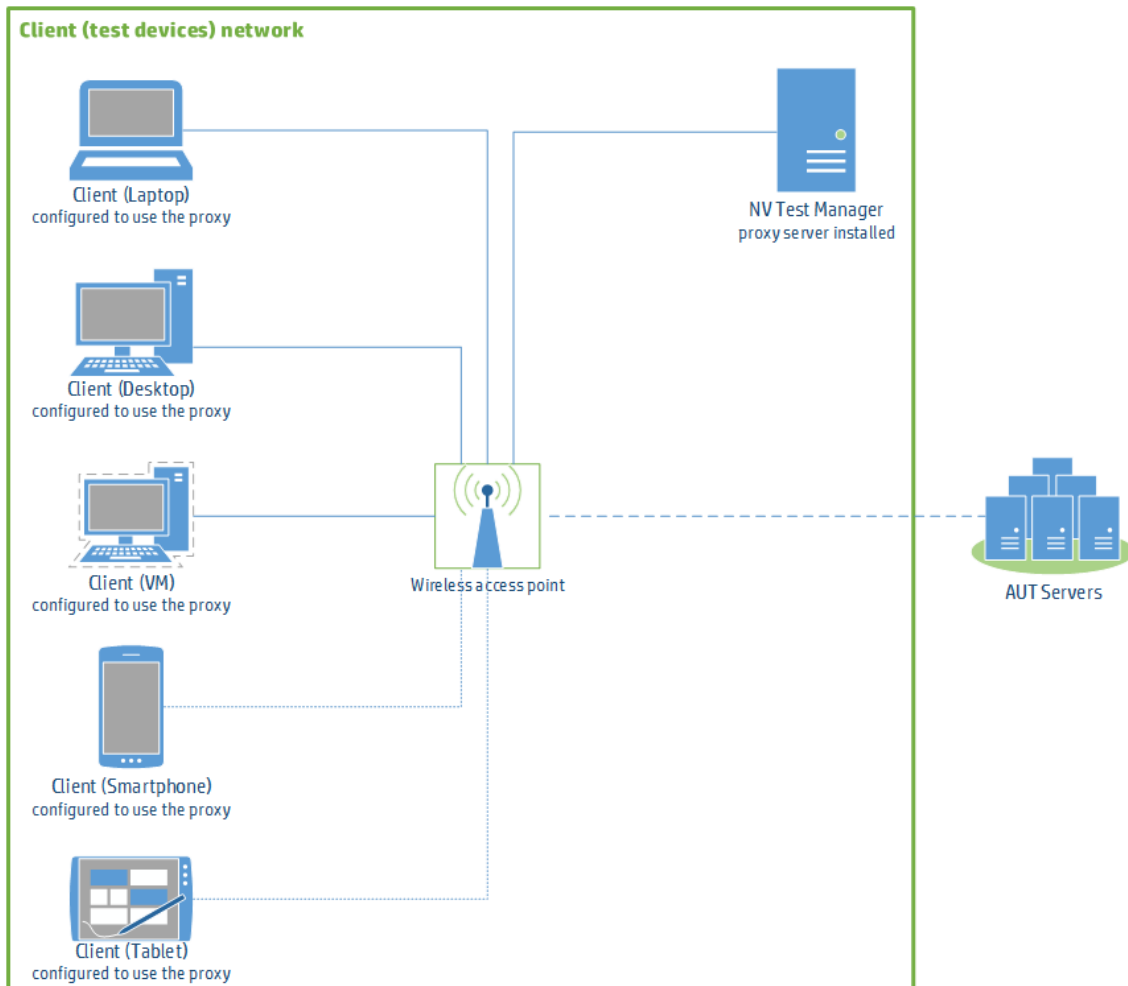 Client (test devices) network
Client (Laptop)
configured to use the proxy
NV Test Manager
proxy server installed
Client (Desktop)
configured to use the proxy
Client (VM)
configured to use the proxy
Wireless access point
AUT Servers
Client (Smartphone)
configured to use the proxy
Client (Tablet)
configured to use the proxy